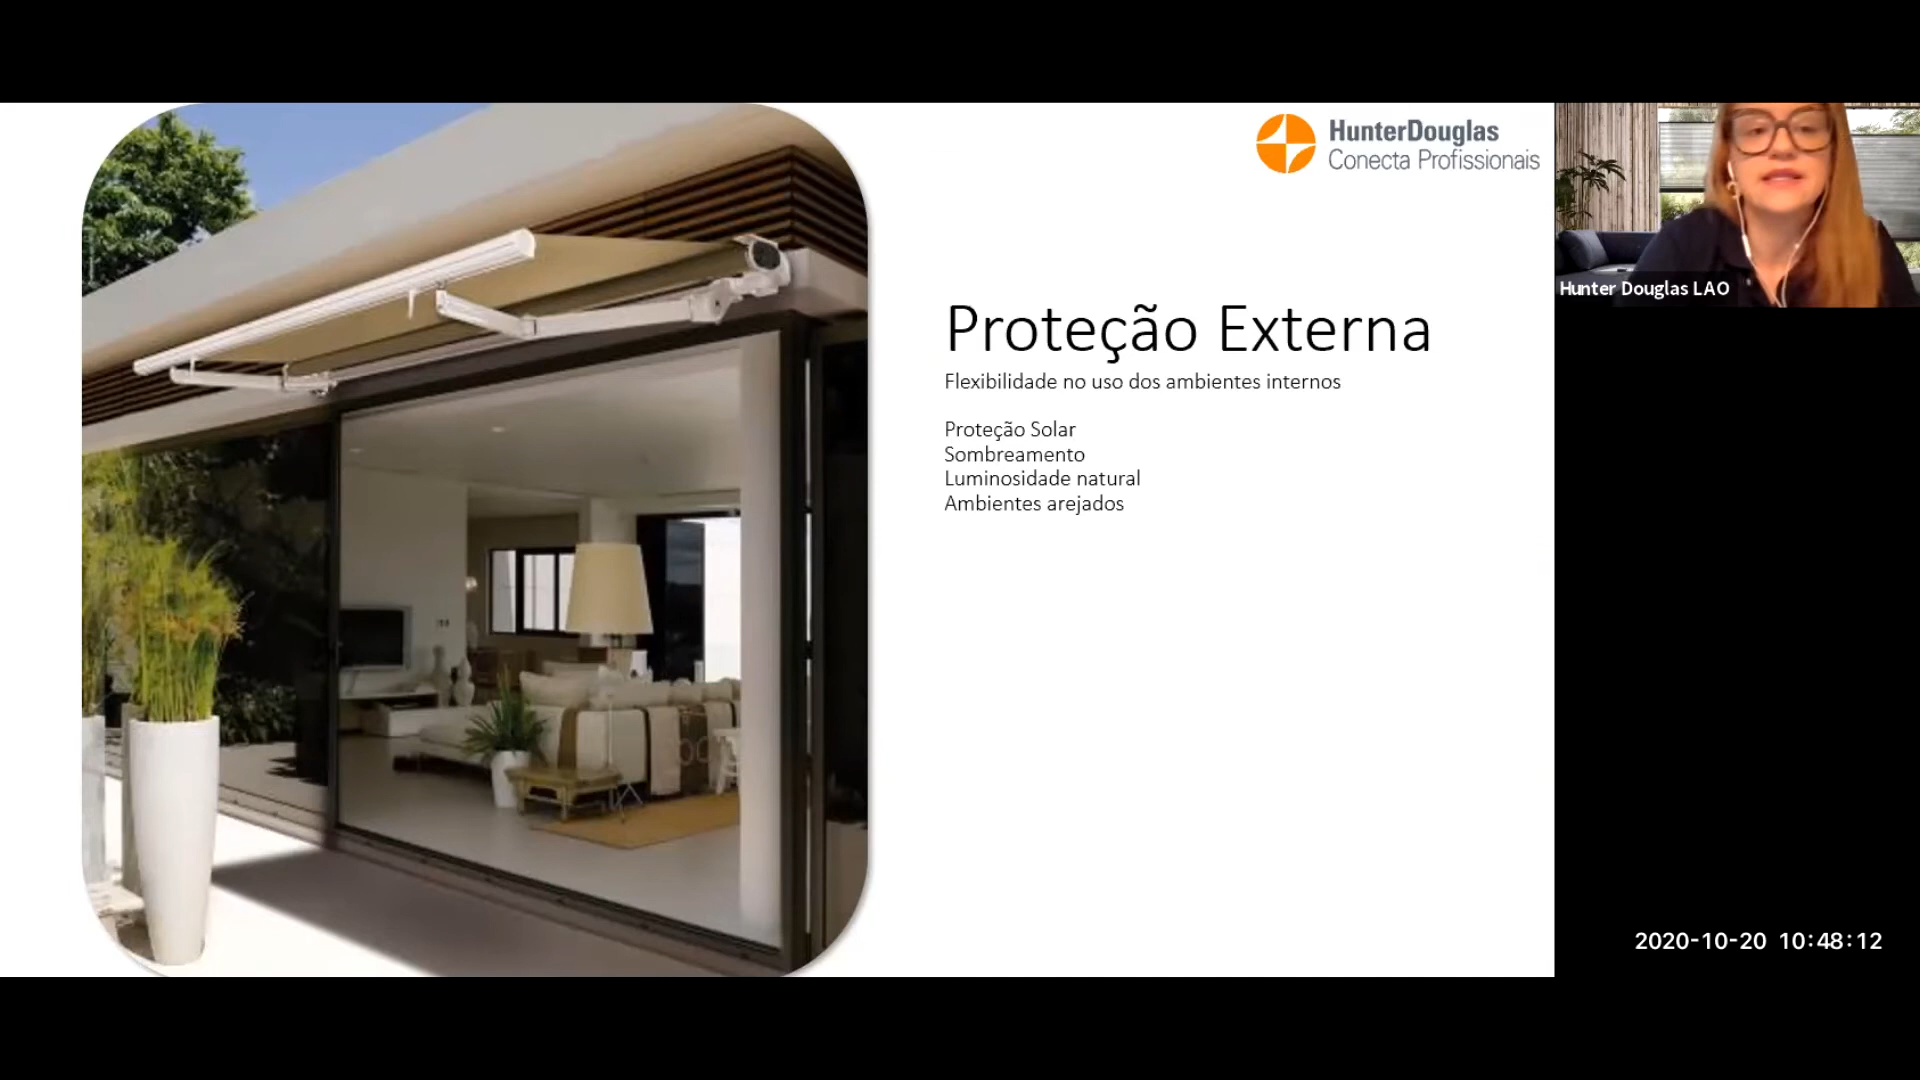 HunterDouglas
Conecta Profissionais
Hunter Douglas LAO
Proteção Externa
Flexibilidade no uso dos ambientes internos
Proteção Solar
Sombreamento
Luminosidade natural
Ambientes arejados
2020-10-20 10:48:12